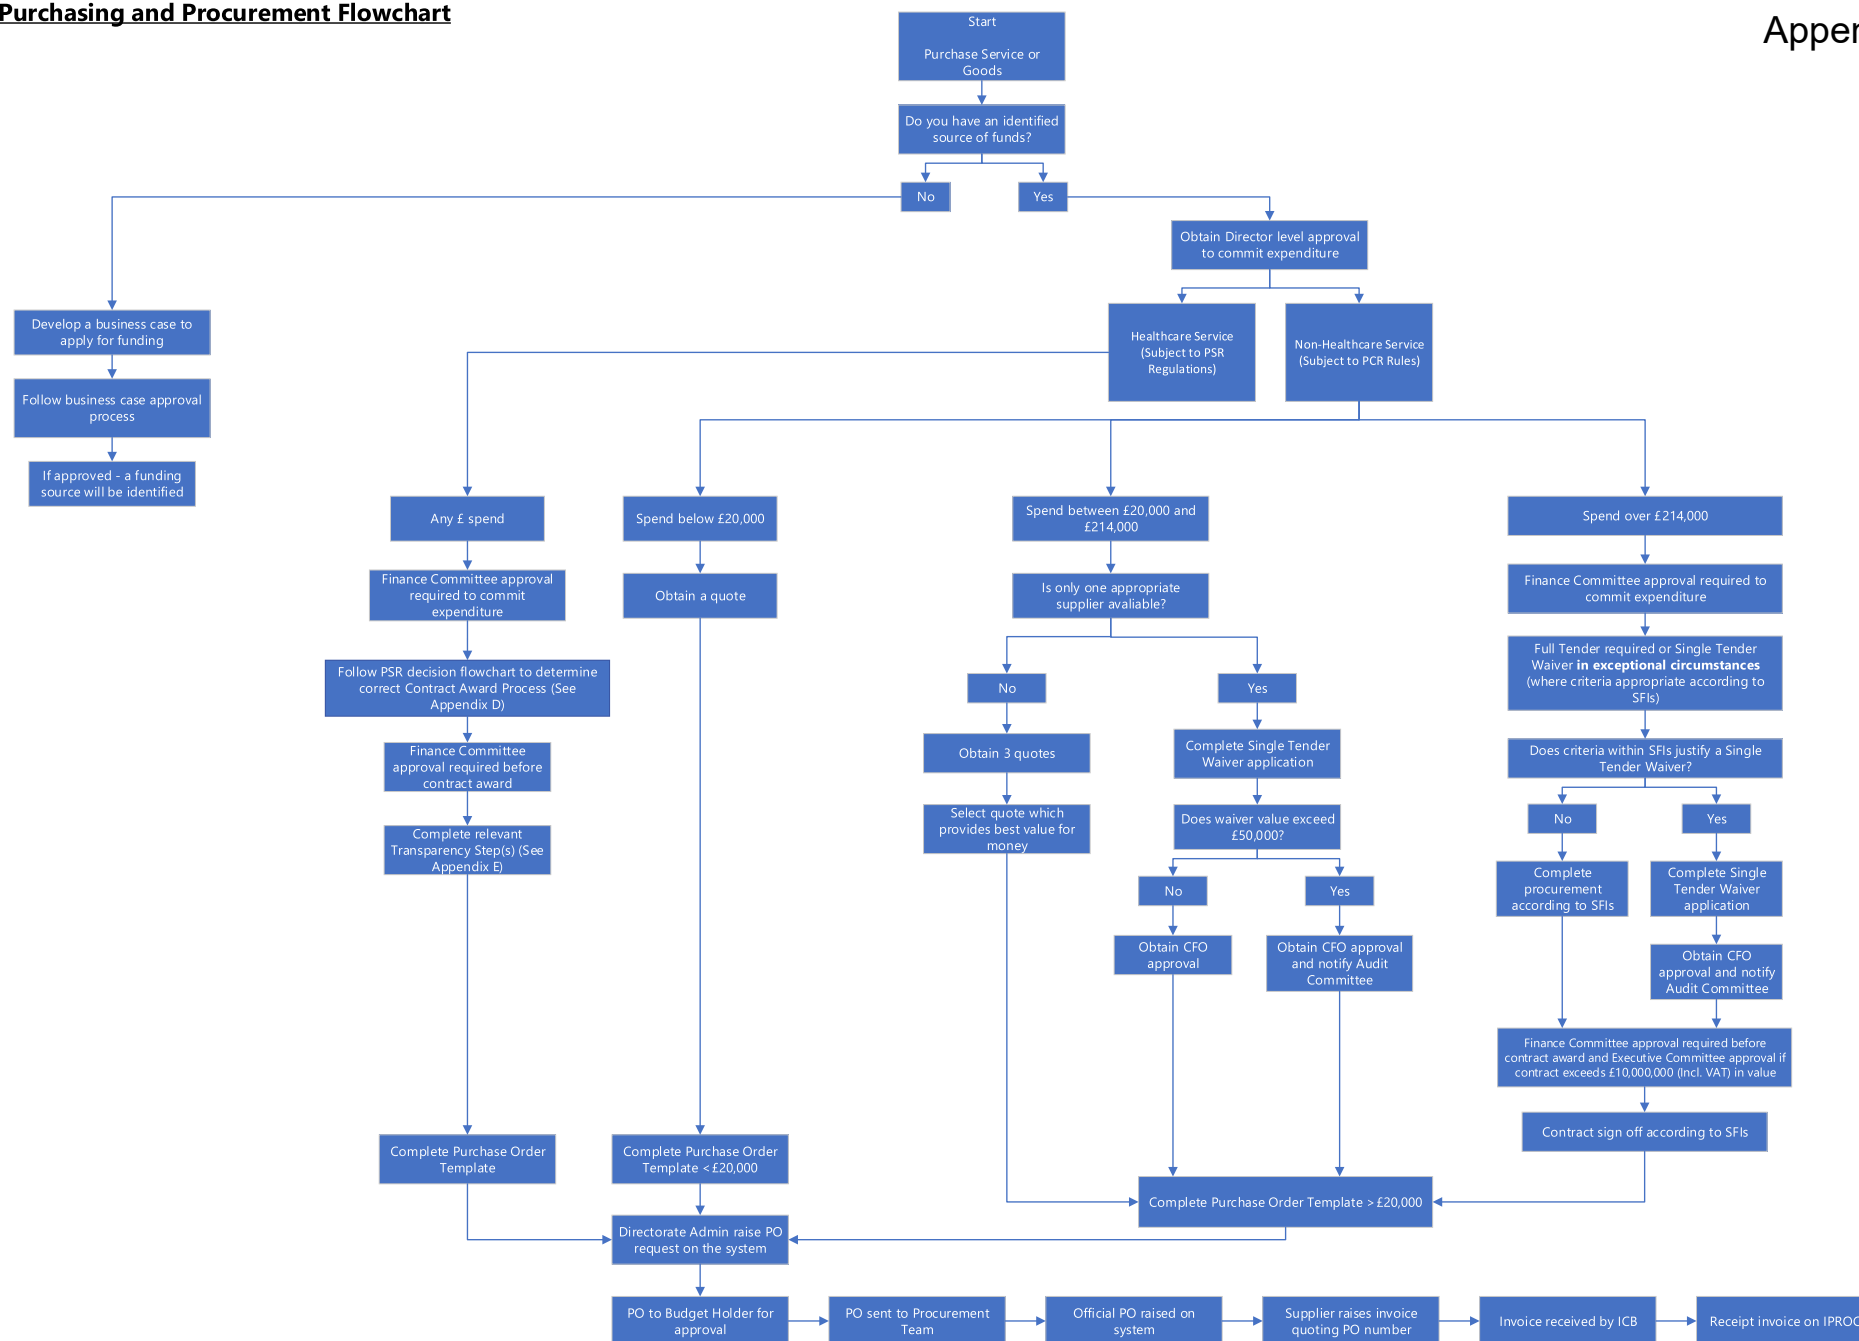 Purchasing and Procurement Flowchart
Appen
Start
Purchase Service or
Goods
Do you have an identified
source of funds?
No
Yes
Obtain Director level approval
to commit expenditure
Healthcare Service
(Subject to PSR
Regulations)
Non-Healthcare Service
(Subject to PCR Rules)
Develop a business case to
apply for funding
Follow business case approval
process
If approved - a funding
source will be identified
Any £ spend
Finance Committee approval
required to commit
expenditure
Follow PSR decision flowchart to determine
correct Contract Award Process (See
Appendix D)
Finance Committee
approval required before
contract award
Complete relevant
Transparency Step(s) (See
Appendix E)
Complete Purchase Order
Template
Spend below £20,000
Obtain a quote
Complete Purchase Order
Template <£20,000
Spend between £20,000 and
£214,000
Is only one appropriate
supplier avaliable?
No
Yes
Obtain 3 quotes
Select quote which
provides best value for
money
Complete Single Tender
Waiver application
Does waiver value exceed
£50,000?
No
Yes
Obtain CFO
approval
Obtain CFO approval
and notify Audit
Committee
Spend over £214,000
Finance Committee approval required to
commit expenditure
Full Tender required or Single Tender
Waiver in exceptional circumstances
(where criteria appropriate according to
SFIs)
Does criteria within SFIs justify a Single
Tender Waiver?
No
Yes
Complete
procurement
according to SFIs
Complete Single
Tender Waiver
application
Obtain CFO
approval and notify
Audit Committee
Finance Committee approval required before
contract award and Executive Committee approval if
contract exceeds £10,000,000 (Incl. VAT) in value
Contract sign off according to SFIs
Complete Purchase Order Template >£20,000
Directorate Admin raise PO
request on the system
PO to Budget Holder for
approval
PO sent to Procurement
Team
Official PO raised on
system
Supplier raises invoice
quoting PO number
Invoice received by ICB
Receipt invoice on IPROC